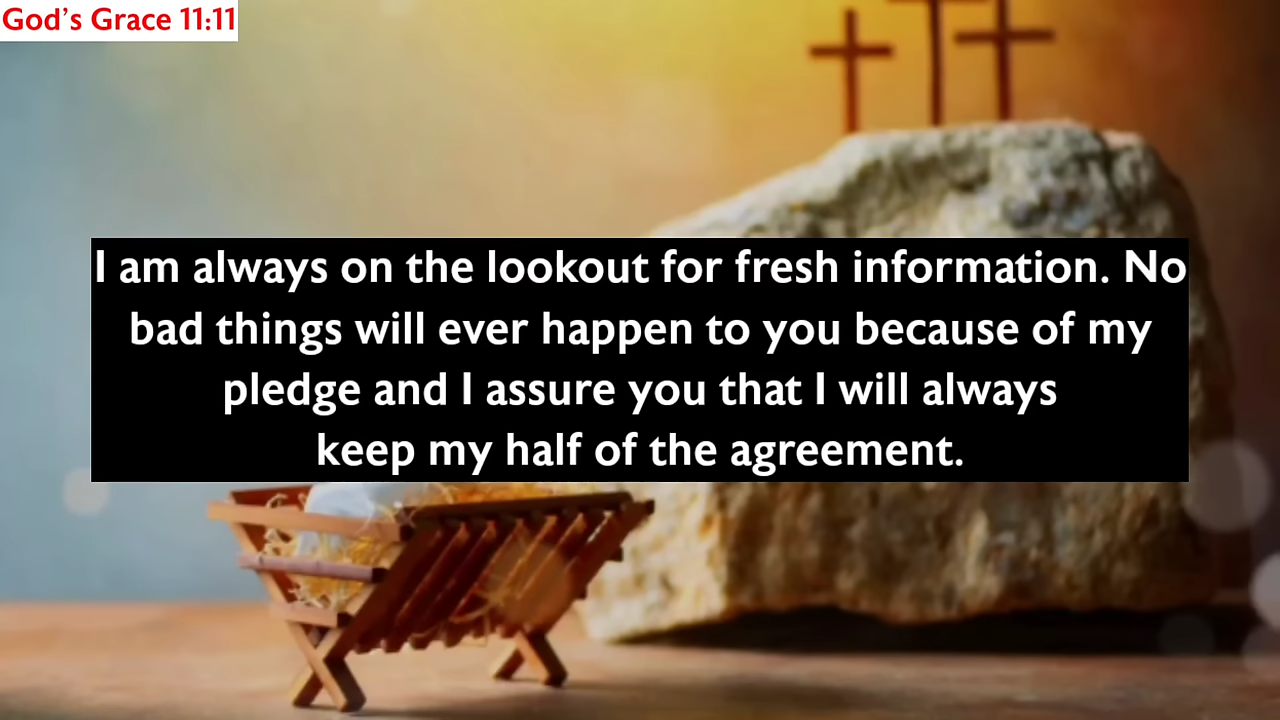 God's Grace 11:11
I am always on the lookout for fresh information. No
bad things will ever happen to you because of my
pledge and I assure you that I will always
keep my half of the agreement.